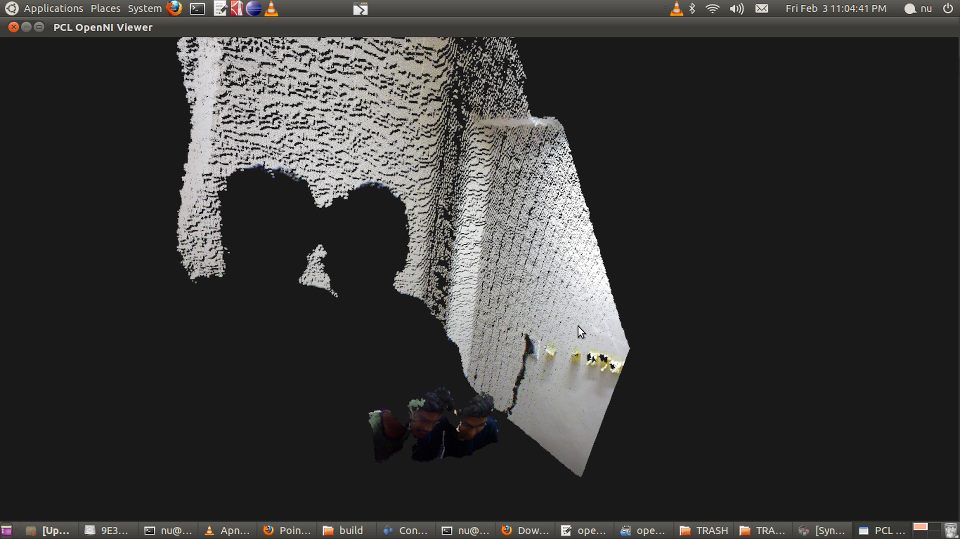 Applications Places System Fri Feb 3 11:04:41 PM nu
PCL OpenNI Viewer
[Up... 9E3... nu@... Apn... Poin... build Con... nu@... Dow... ope... ope... TRASH TRA... [Syn... PCL ...